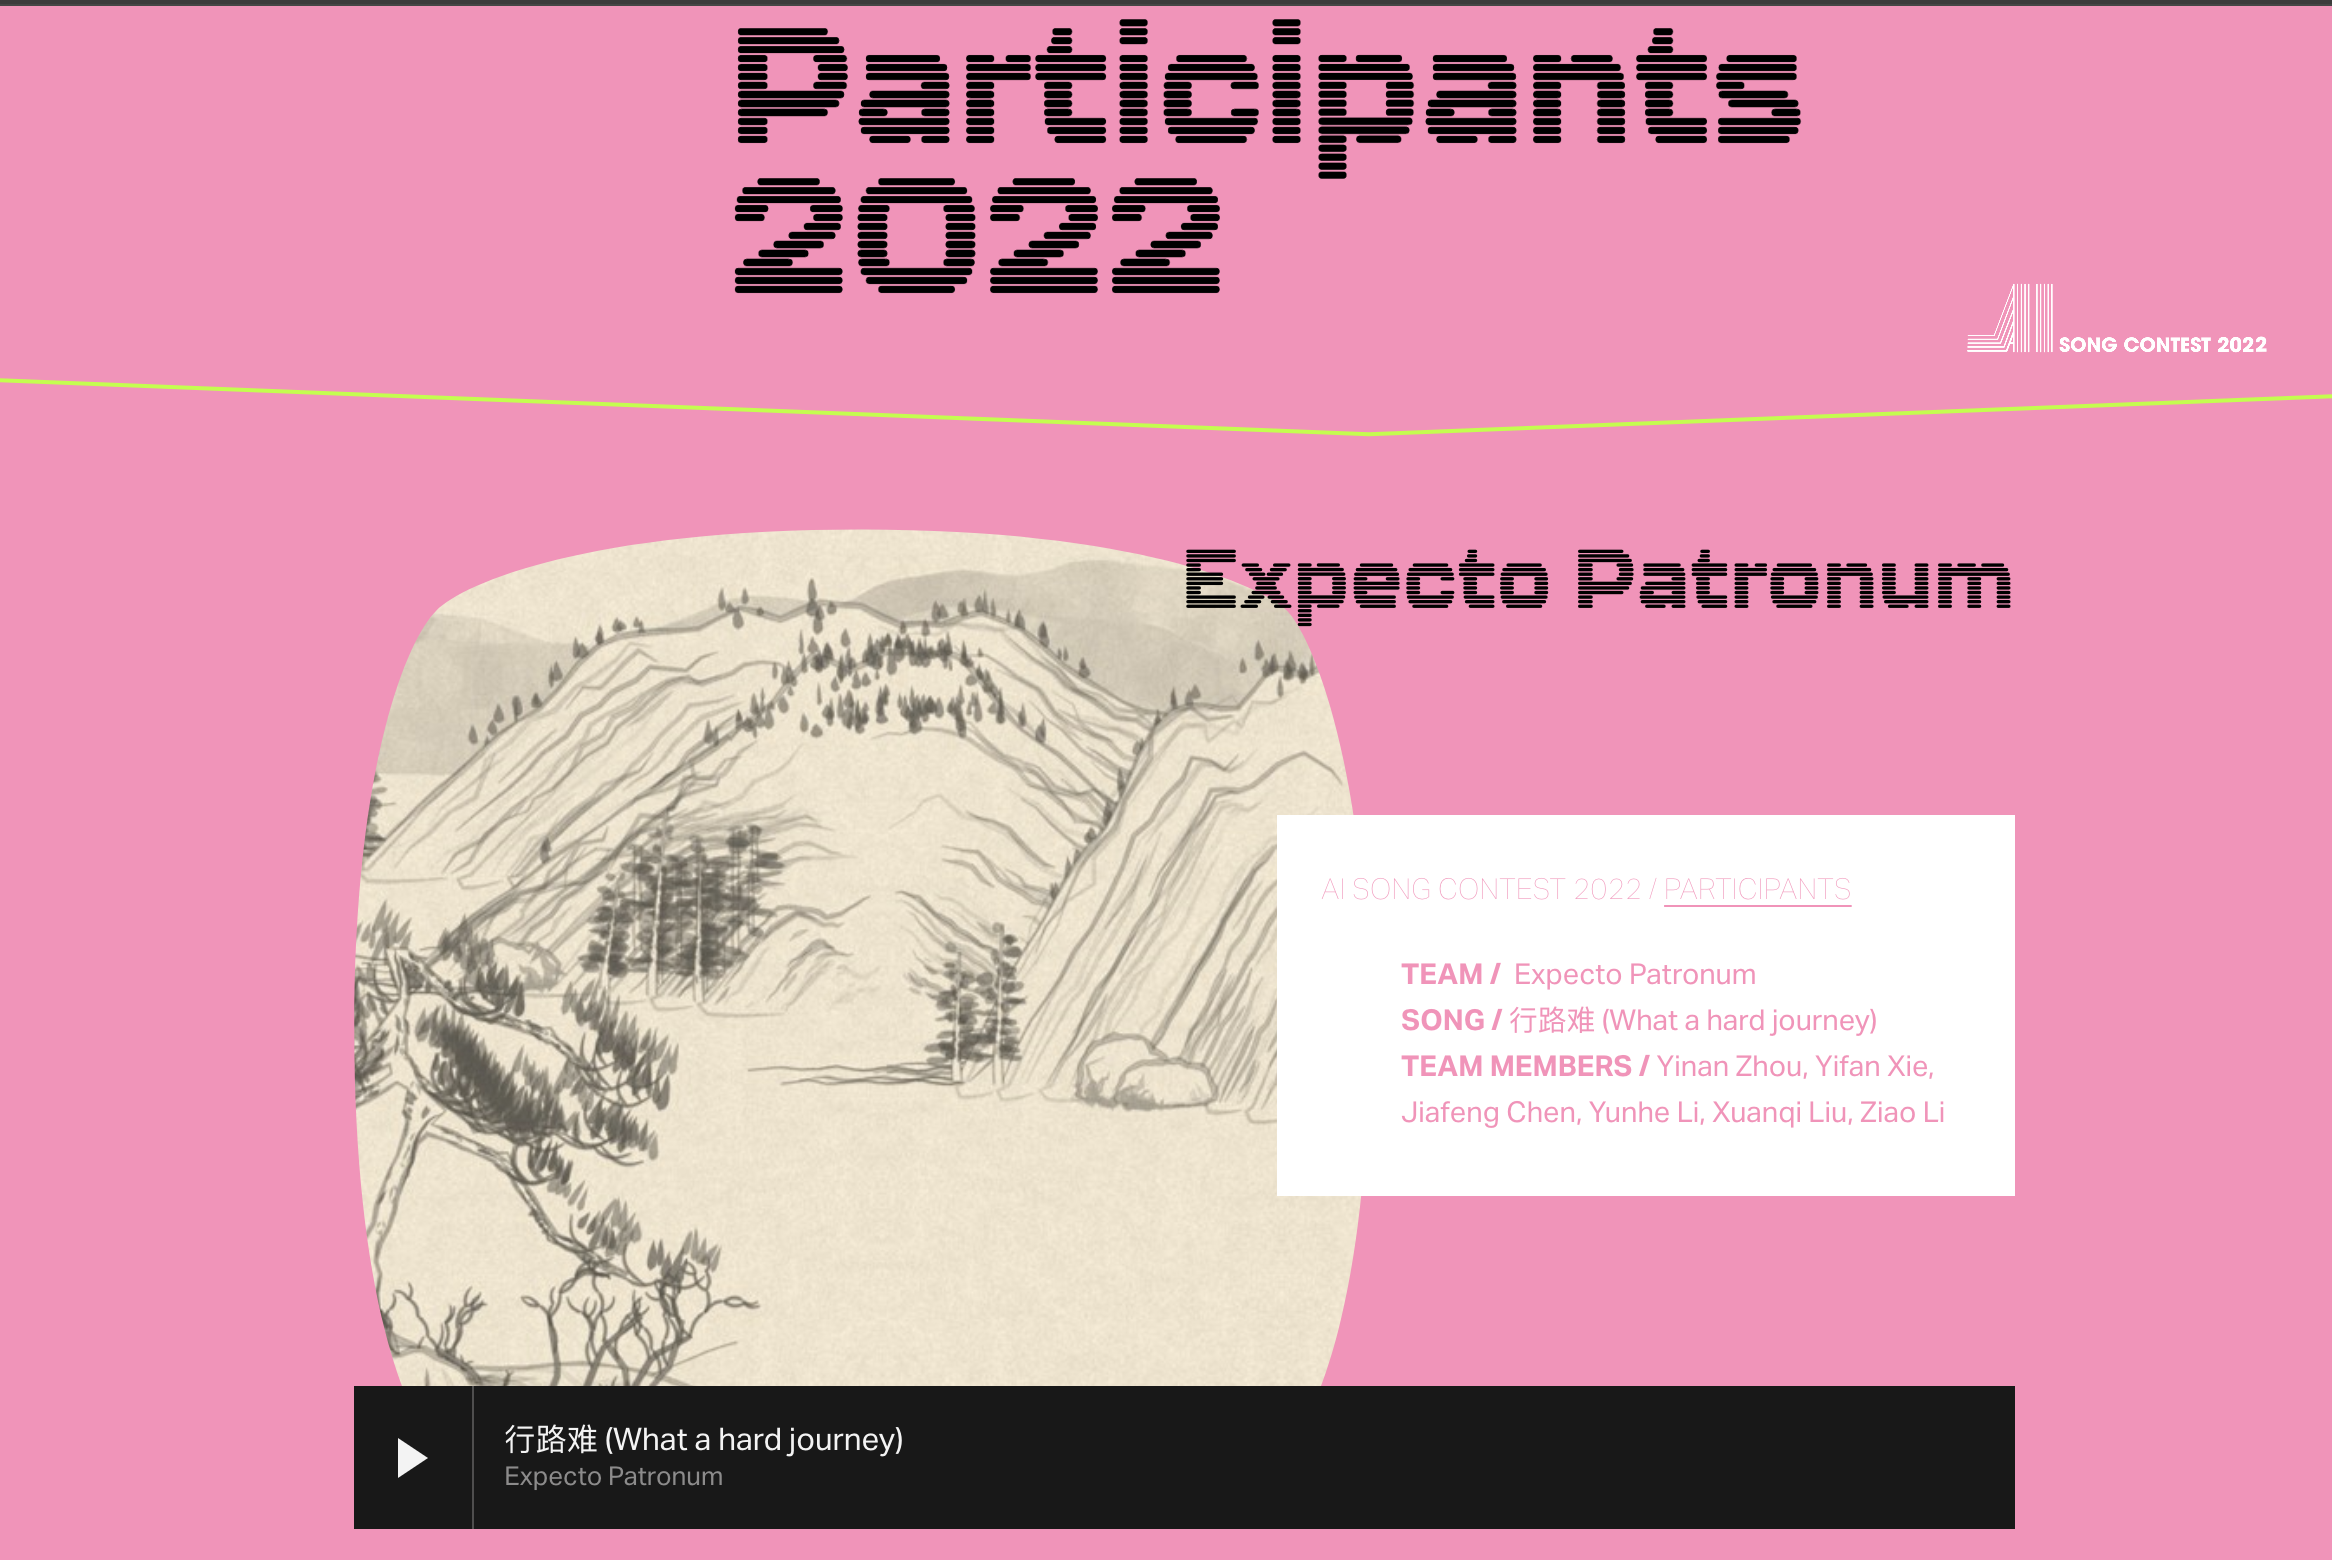 Participants
2022
AI SONG CONTEST 2022
Expecto Patronum
AI SONG CONTEST 2022 / PARTICIPANTS
TEAM / Expecto Patronum
SONG / 行路难 (What a hard journey)
TEAM MEMBERS / Yinan Zhou, Yifan Xie,
Jiafeng Chen, Yunhe Li, Xuanqi Liu, Ziao Li
行路难 (What a hard journey)
Expecto Patronum